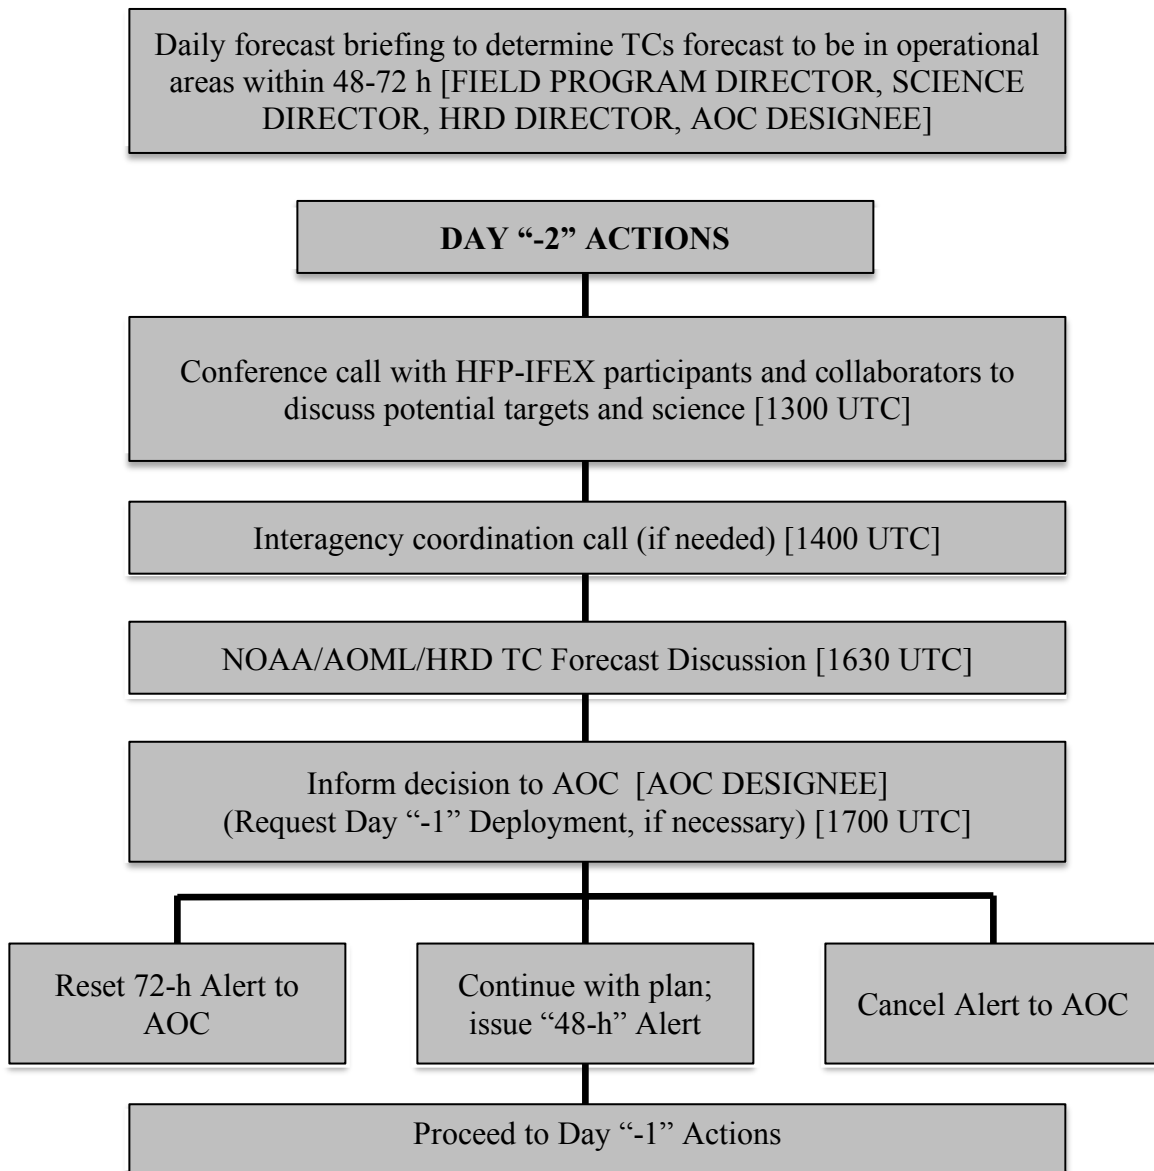 Daily forecast briefing to determine TCs forecast to be in operational
areas within 48-72 h [FIELD PROGRAM DIRECTOR, SCIENCE
DIRECTOR, HRD DIRECTOR, AOC DESIGNEE]
DAY “-2” ACTIONS
Conference call with HFP-IFEX participants and collaborators to
discuss potential targets and science [1300 UTC]
Interagency coordination call (if needed) [1400 UTC]
NOAA/AOML/HRD TC Forecast Discussion [1630 UTC]
Inform decision to AOC [AOC DESIGNEE]
(Request Day “-1” Deployment, if necessary) [1700 UTC]
Reset 72-h Alert to
AOC
Continue with plan;
issue “48-h” Alert
Cancel Alert to AOC
Proceed to Day “-1” Actions